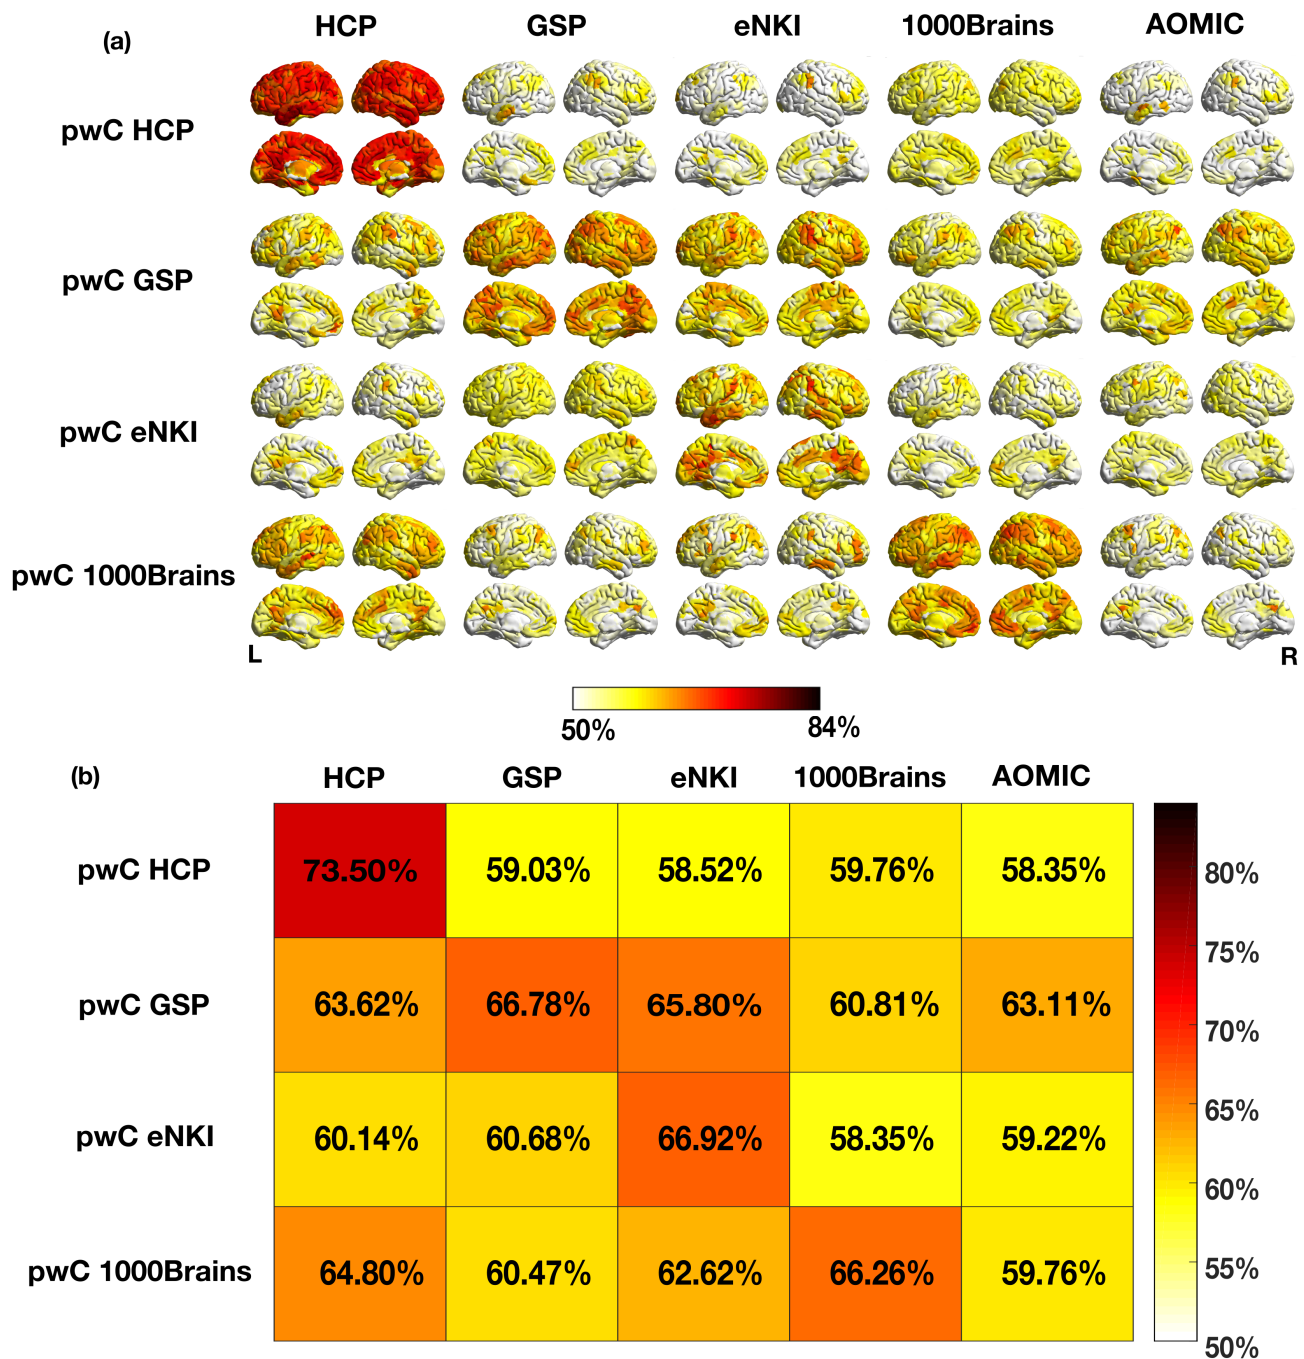 (a)
HCP GSP eNKI 1000Brains AOMIC
pwC HCP
pwC GSP
pwC eNKI
pwC 1000Brains
L R
50% 84%
(b)
HCP GSP eNKI 1000Brains AOMIC
pwC HCP 73.50% 59.03% 58.52% 59.76% 58.35%
pwC GSP 63.62% 66.78% 65.80% 60.81% 63.11%
pwC eNKI 60.14% 60.68% 66.92% 58.35% 59.22%
pwC 1000Brains 64.80% 60.47% 62.62% 66.26% 59.76%
80%
75%
70%
65%
60%
55%
50%